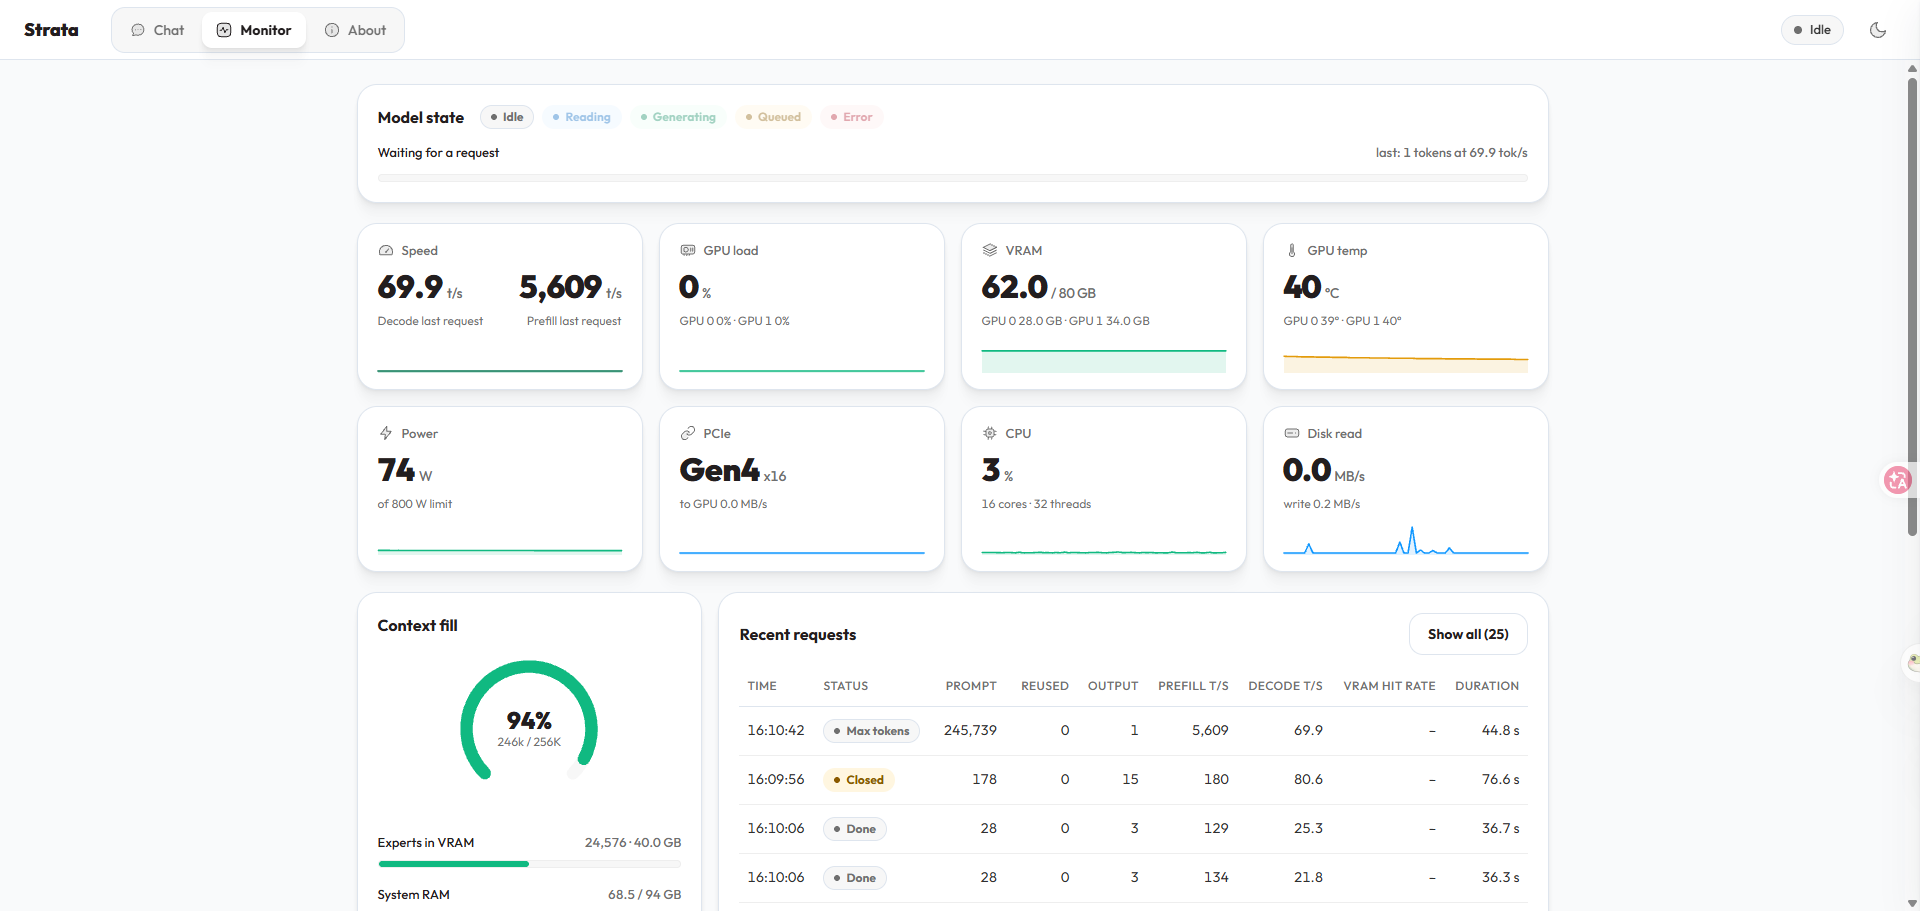 Strata
Chat
Monitor
About
Idle
Model state
Idle
Reading
Generating
Queued
Error
Waiting for a request
last: 1 tokens at 69.9 tok/s
Speed
69.9 t/s
5,609 t/s
Decode last request
Prefill last request
GPU load
0 %
GPU 0 0% · GPU 1 0%
VRAM
62.0 / 80 GB
GPU 0 28.0 GB · GPU 1 34.0 GB
GPU temp
40 °C
GPU 0 39° · GPU 1 40°
Power
74 W
of 800 W limit
PCIe
Gen4 x16
to GPU 0.0 MB/s
CPU
3 %
16 cores · 32 threads
Disk read
0.0 MB/s
write 0.2 MB/s
Context fill
94%
246k / 256K
Experts in VRAM
24,576 · 40.0 GB
System RAM
68.5 / 94 GB
Recent requests
Show all (25)
TIME STATUS PROMPT REUSED OUTPUT PREFILL T/S DECODE T/S VRAM HIT RATE DURATION
16:10:42 Max tokens 245,739 0 1 5,609 69.9 – 44.8 s
16:09:56 Closed 178 0 15 180 80.6 – 76.6 s
16:10:06 Done 28 0 3 129 25.3 – 36.7 s
16:10:06 Done 28 0 3 134 21.8 – 36.3 s